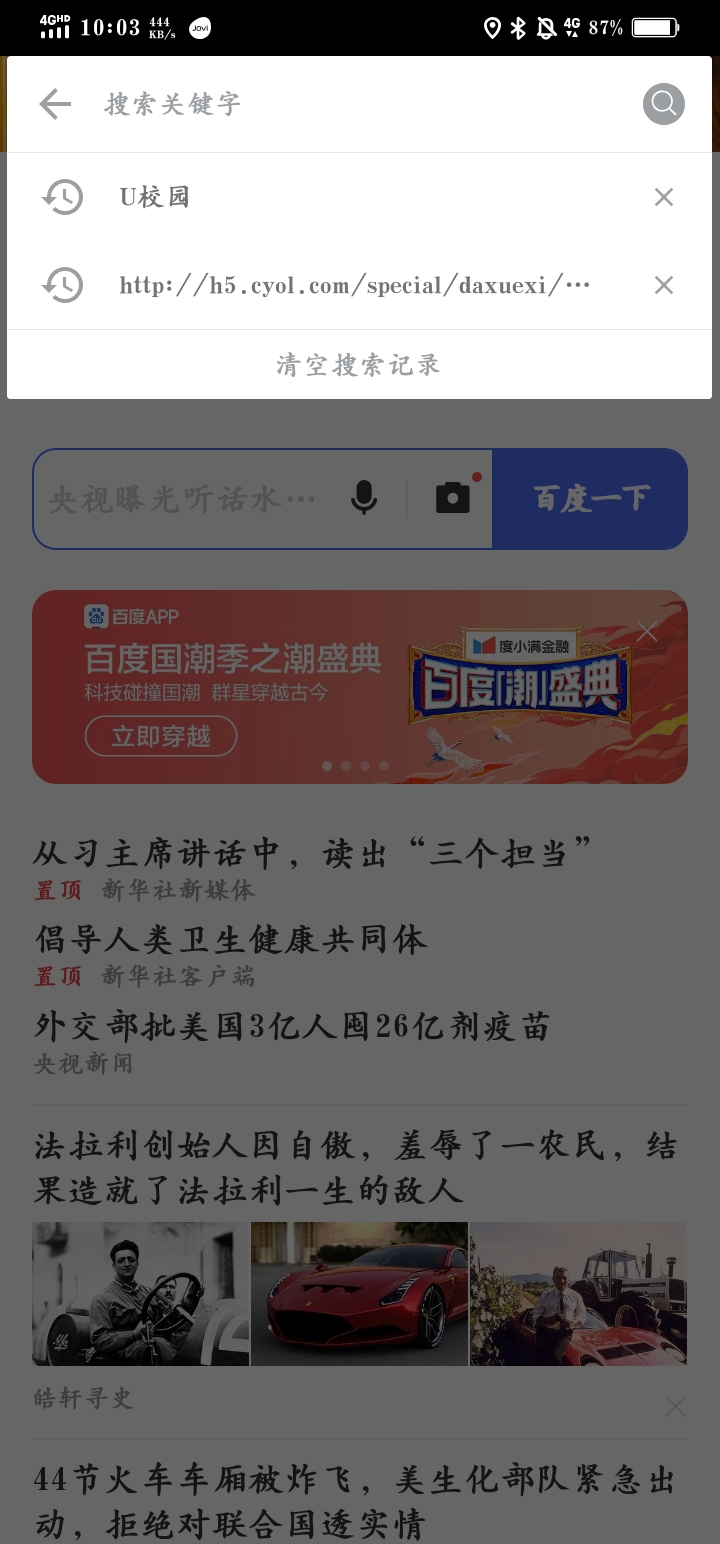 4GHD 10:03 444 KB/s Jovi 4G 87%
搜索关键字
U校园
http://h5.cyol.com/special/daxuexi/…
清空搜索记录
央视曝光听话水… 百度一下
du 百度APP
百度国潮季之潮盛典
科技碰撞国潮 群星穿越古今
立即穿越
度小满金融
百度「潮」盛典
从习主席讲话中，读出“三个担当”
置顶 新华社新媒体
倡导人类卫生健康共同体
置顶 新华社客户端
外交部批美国3亿人囤26亿剂疫苗
央视新闻
法拉利创始人因自傲，羞辱了一农民，结
果造就了法拉利一生的敌人
皓轩寻史
44节火车车厢被炸飞，美生化部队紧急出
动，拒绝对联合国透实情